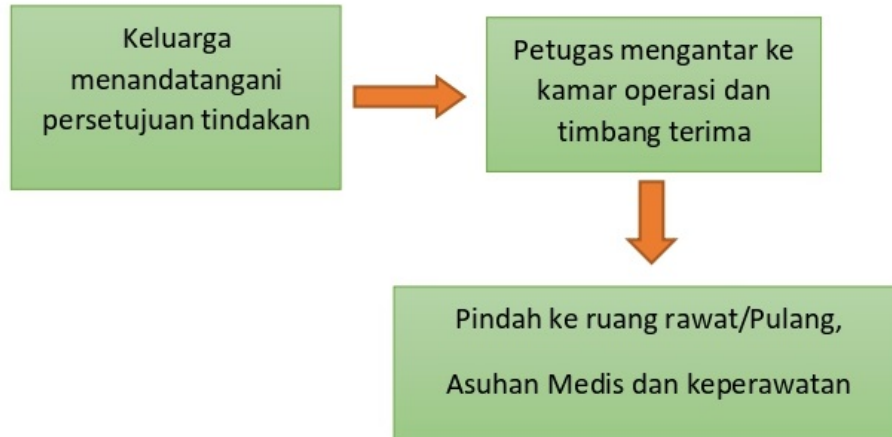 Keluarga
menandatangani
persetujuan tindakan
Petugas mengantar ke
kamar operasi dan
timbang terima
Pindah ke ruang rawat/Pulang,
Asuhan Medis dan keperawatan